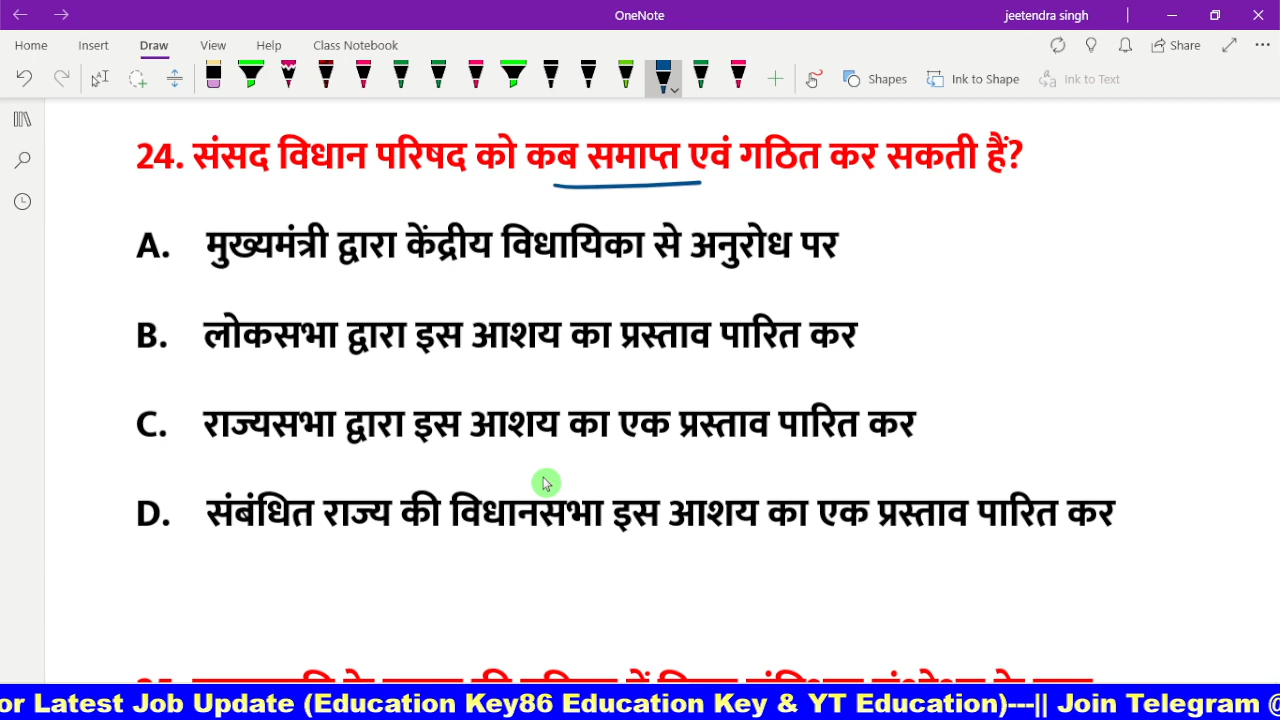 OneNote
jeetendra singh
Home Insert Draw View Help Class Notebook
Share
Shapes Ink to Shape Ink to Text
24. संसद विधान परिषद को कब समाप्त एवं गठित कर सकती हैं?
A. मुख्यमंत्री द्वारा केंद्रीय विधायिका से अनुरोध पर
B. लोकसभा द्वारा इस आशय का प्रस्ताव पारित कर
C. राज्यसभा द्वारा इस आशय का एक प्रस्ताव पारित कर
D. संबंधित राज्य की विधानसभा इस आशय का एक प्रस्ताव पारित कर
or Latest Job Update (Education Key86 Education Key & YT Education)---|| Join Telegram @